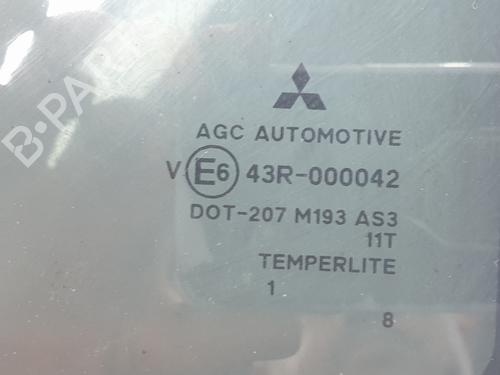 B-PARTS
AGC AUTOMOTIVE
V E6 43R-000042
DOT-207 M193 AS3
11T
TEMPERLITE
1
8